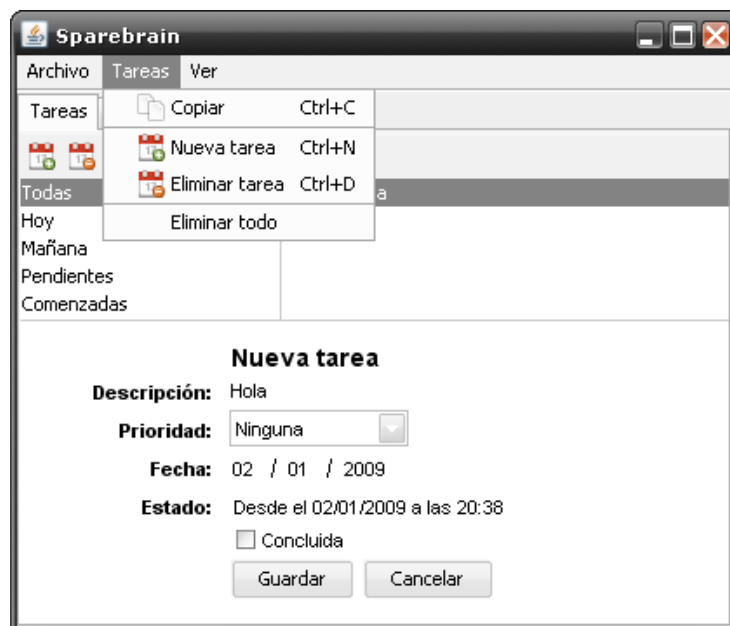 Sparebrain
Archivo Tareas Ver
Tareas
Copiar Ctrl+C
Nueva tarea Ctrl+N
Eliminar tarea Ctrl+D
Eliminar todo
Todas
Hoy
Mañana
Pendientes
Comenzadas
Nueva tarea
Descripción: Hola
Prioridad: Ninguna
Fecha: 02 / 01 / 2009
Estado: Desde el 02/01/2009 a las 20:38
Concluida
Guardar Cancelar